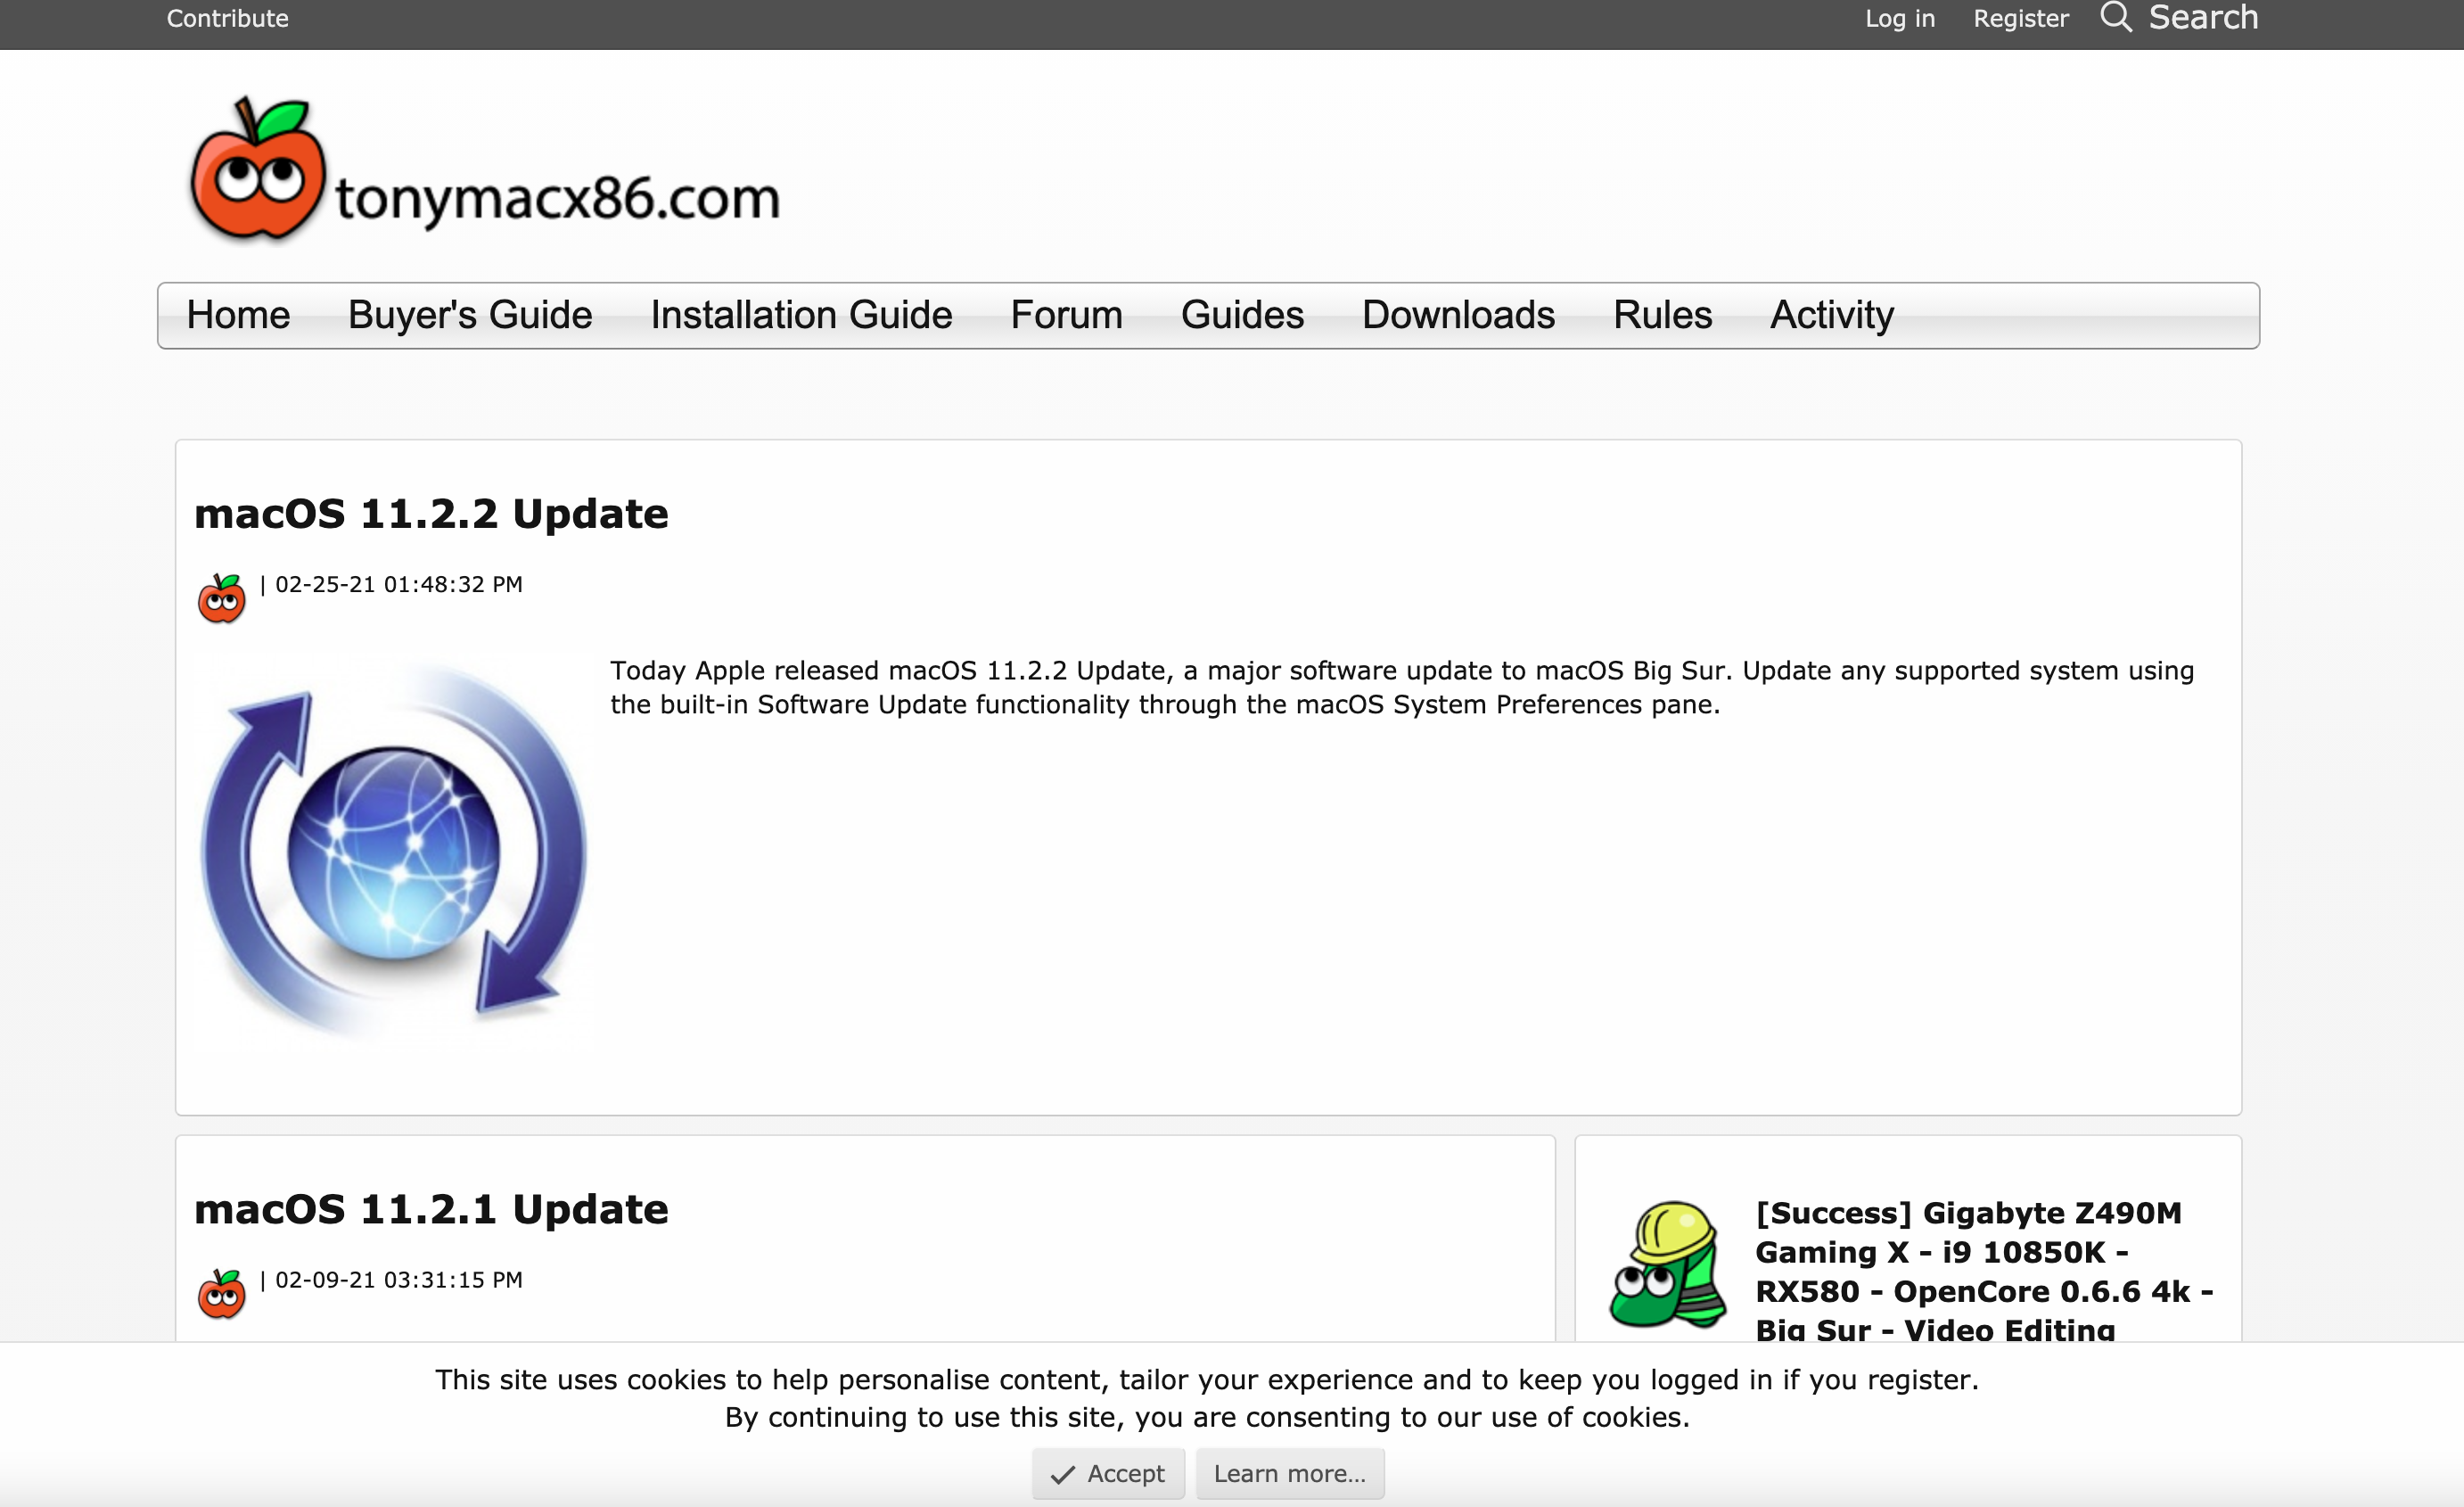 Contribute
Log in
Register
Search
tonymacx86.com
Home
Buyer's Guide
Installation Guide
Forum
Guides
Downloads
Rules
Activity
macOS 11.2.2 Update
| 02-25-21 01:48:32 PM
Today Apple released macOS 11.2.2 Update, a major software update to macOS Big Sur. Update any supported system using
the built-in Software Update functionality through the macOS System Preferences pane.
macOS 11.2.1 Update
| 02-09-21 03:31:15 PM
[Success] Gigabyte Z490M
Gaming X - i9 10850K -
RX580 - OpenCore 0.6.6 4k -
Big Sur - Video Editing
This site uses cookies to help personalise content, tailor your experience and to keep you logged in if you register.
By continuing to use this site, you are consenting to our use of cookies.
Accept
Learn more...